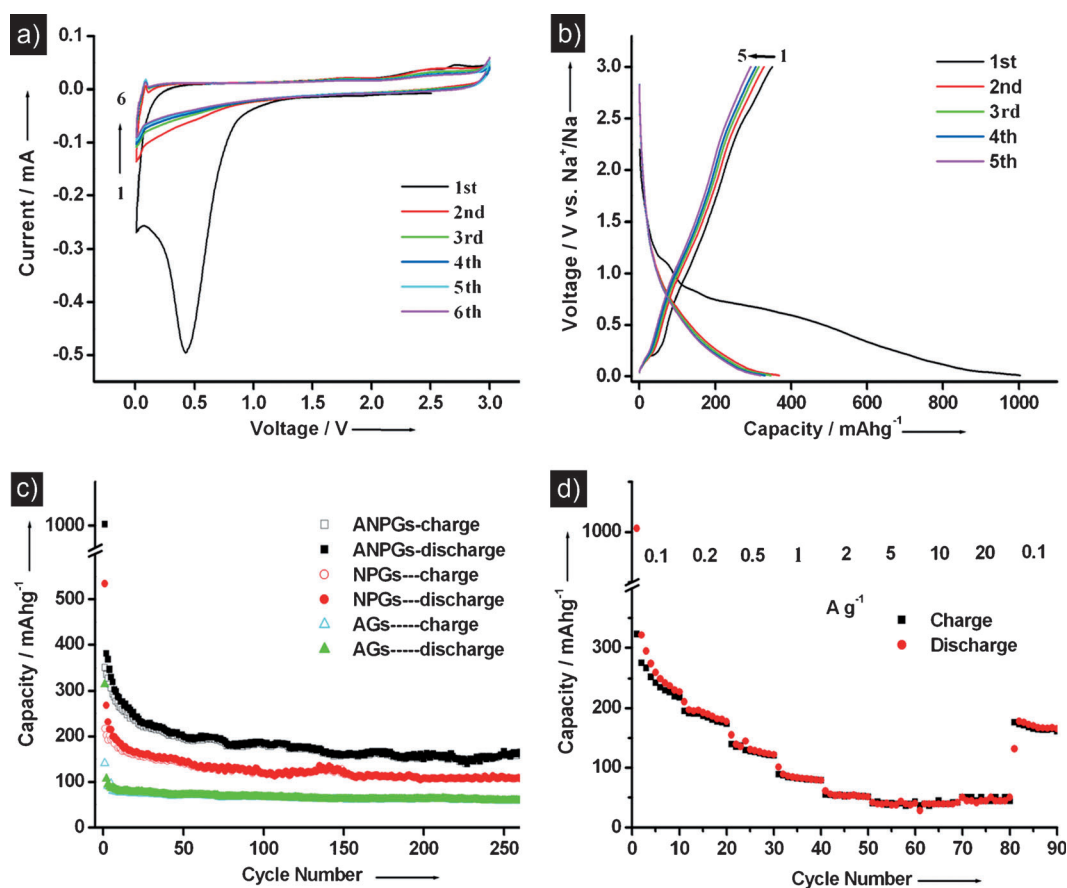 a)
0.1
0.0
-0.1
-0.2
-0.3
-0.4
-0.5
Current / mA
6
1
1st
2nd
3rd
4th
5th
6th
0.0 0.5 1.0 1.5 2.0 2.5 3.0
Voltage / V
b)
3.0
2.5
2.0
1.5
1.0
0.5
0.0
Voltage / V vs. Na+/Na
5 1
1st
2nd
3rd
4th
5th
0 200 400 600 800 1000
Capacity / mAhg-1
c)
1000
500
400
300
200
100
0
Capacity / mAhg-1
ANPGs-charge
ANPGs-discharge
NPGs---charge
NPGs---discharge
AGs-----charge
AGs-----discharge
0 50 100 150 200 250
Cycle Number
d)
1000
300
200
100
0
Capacity / mAhg-1
0.1 0.2 0.5 1 2 5 10 20 0.1
A g-1
Charge
Discharge
0 10 20 30 40 50 60 70 80 90
Cycle Number